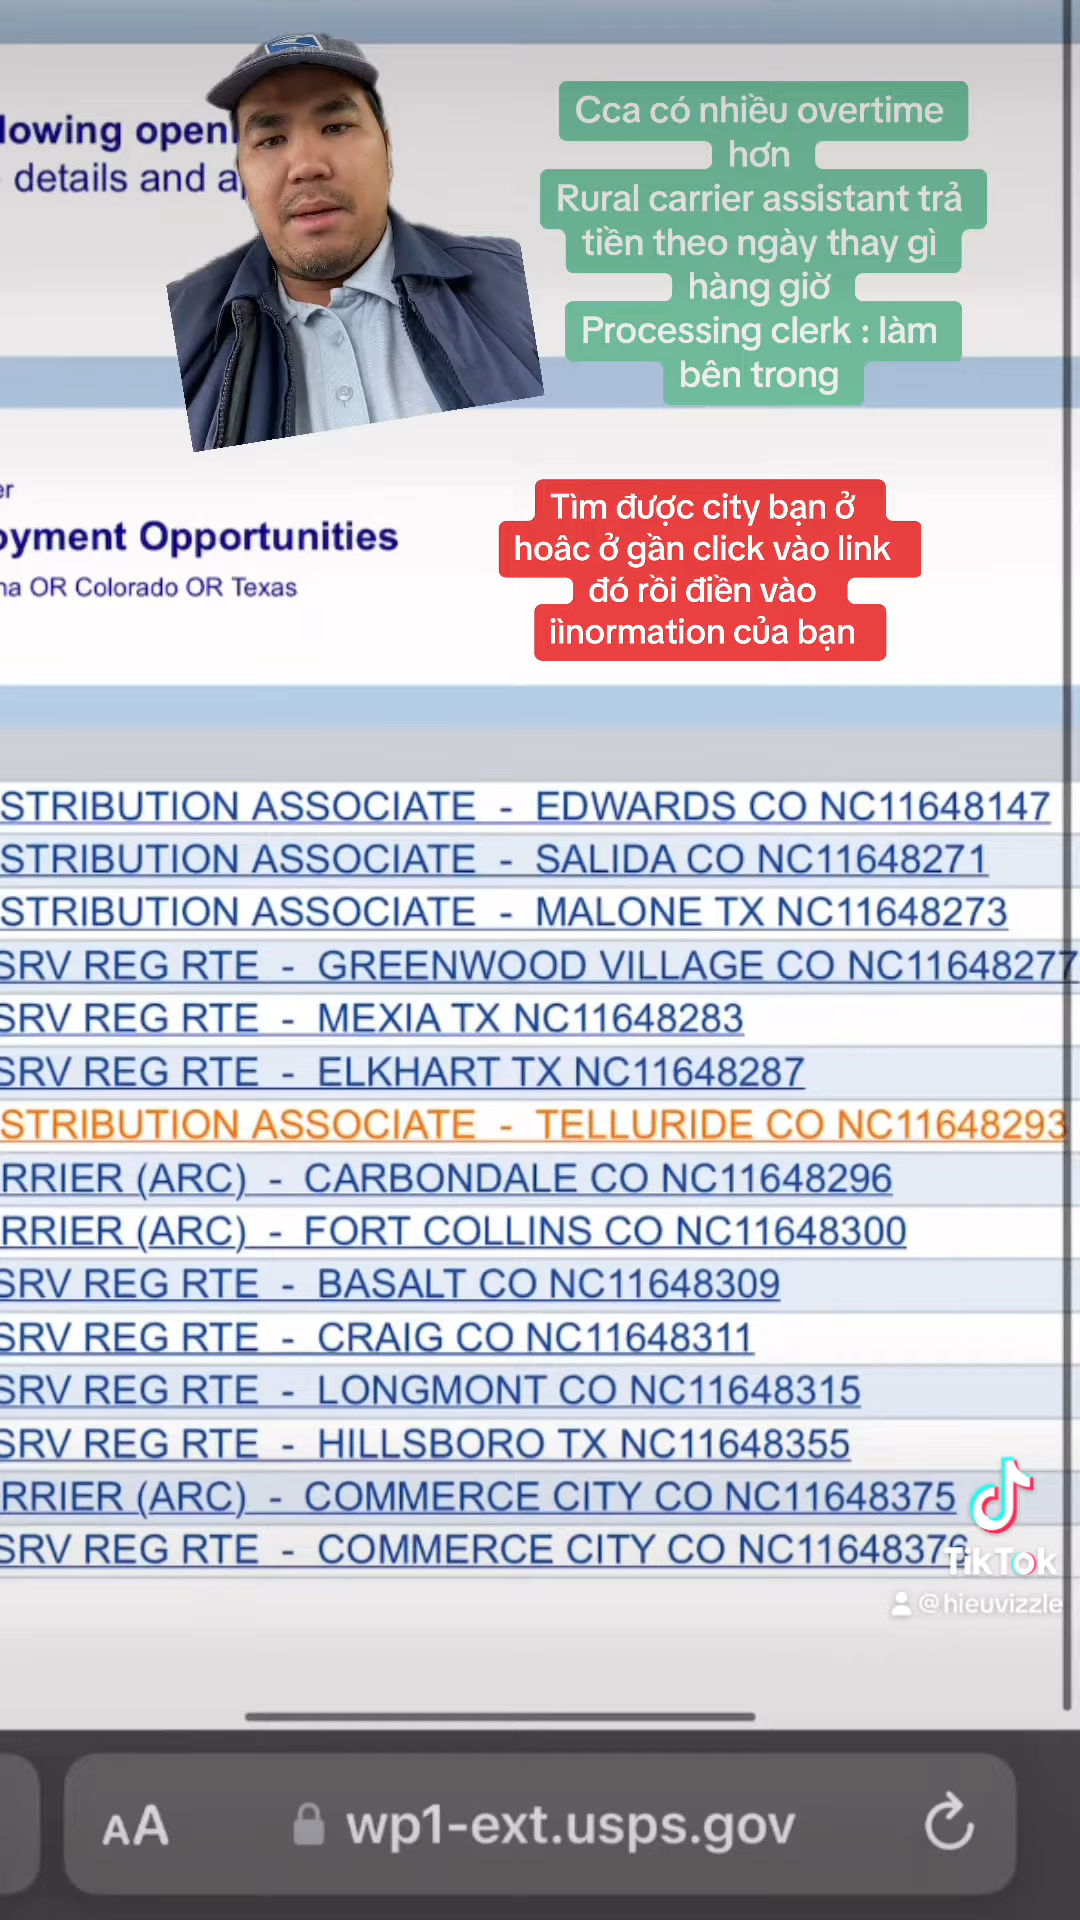 lowing openi
details and a
Cca có nhiều overtime
hơn
Rural carrier assistant trả
tiền theo ngày thay gì
hàng giờ
Processing clerk : làm
bên trong
er
oyment Opportunities
na OR Colorado OR Texas
Tìm được city bạn ở
hoâc ở gần click vào link
đó rồi điền vào
iìnormation của bạn
STRIBUTION ASSOCIATE - EDWARDS CO NC11648147
STRIBUTION ASSOCIATE - SALIDA CO NC11648271
STRIBUTION ASSOCIATE - MALONE TX NC11648273
SRV REG RTE - GREENWOOD VILLAGE CO NC11648277
SRV REG RTE - MEXIA TX NC11648283
SRV REG RTE - ELKHART TX NC11648287
STRIBUTION ASSOCIATE - TELLURIDE CO NC11648293
RRIER (ARC) - CARBONDALE CO NC11648296
RRIER (ARC) - FORT COLLINS CO NC11648300
SRV REG RTE - BASALT CO NC11648309
SRV REG RTE - CRAIG CO NC11648311
SRV REG RTE - LONGMONT CO NC11648315
SRV REG RTE - HILLSBORO TX NC11648355
RRIER (ARC) - COMMERCE CITY CO NC11648375
SRV REG RTE - COMMERCE CITY CO NC11648376
TikTok
@hieuvizzle
AA wp1-ext.usps.gov